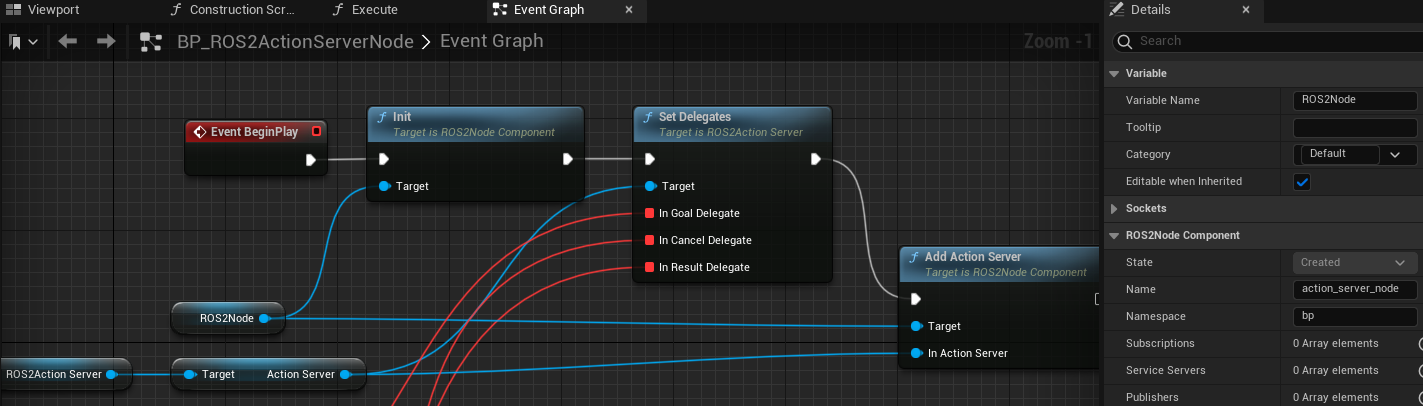 Viewport
Construction Scr...
Execute
Event Graph
Details
BP_ROS2ActionServerNode > Event Graph
Zoom -1
Search
Event BeginPlay
Init
Target is ROS2Node Component
Target
Set Delegates
Target is ROS2Action Server
Target
In Goal Delegate
In Cancel Delegate
In Result Delegate
Add Action Server
Target is ROS2Node Component
Target
In Action Server
ROS2Node
ROS2Action Server
Target Action Server
Variable
Variable Name ROS2Node
Tooltip
Category Default
Editable when Inherited
Sockets
ROS2Node Component
State Created
Name action_server_node
Namespace bp
Subscriptions 0 Array elements
Service Servers 0 Array elements
Publishers 0 Array elements